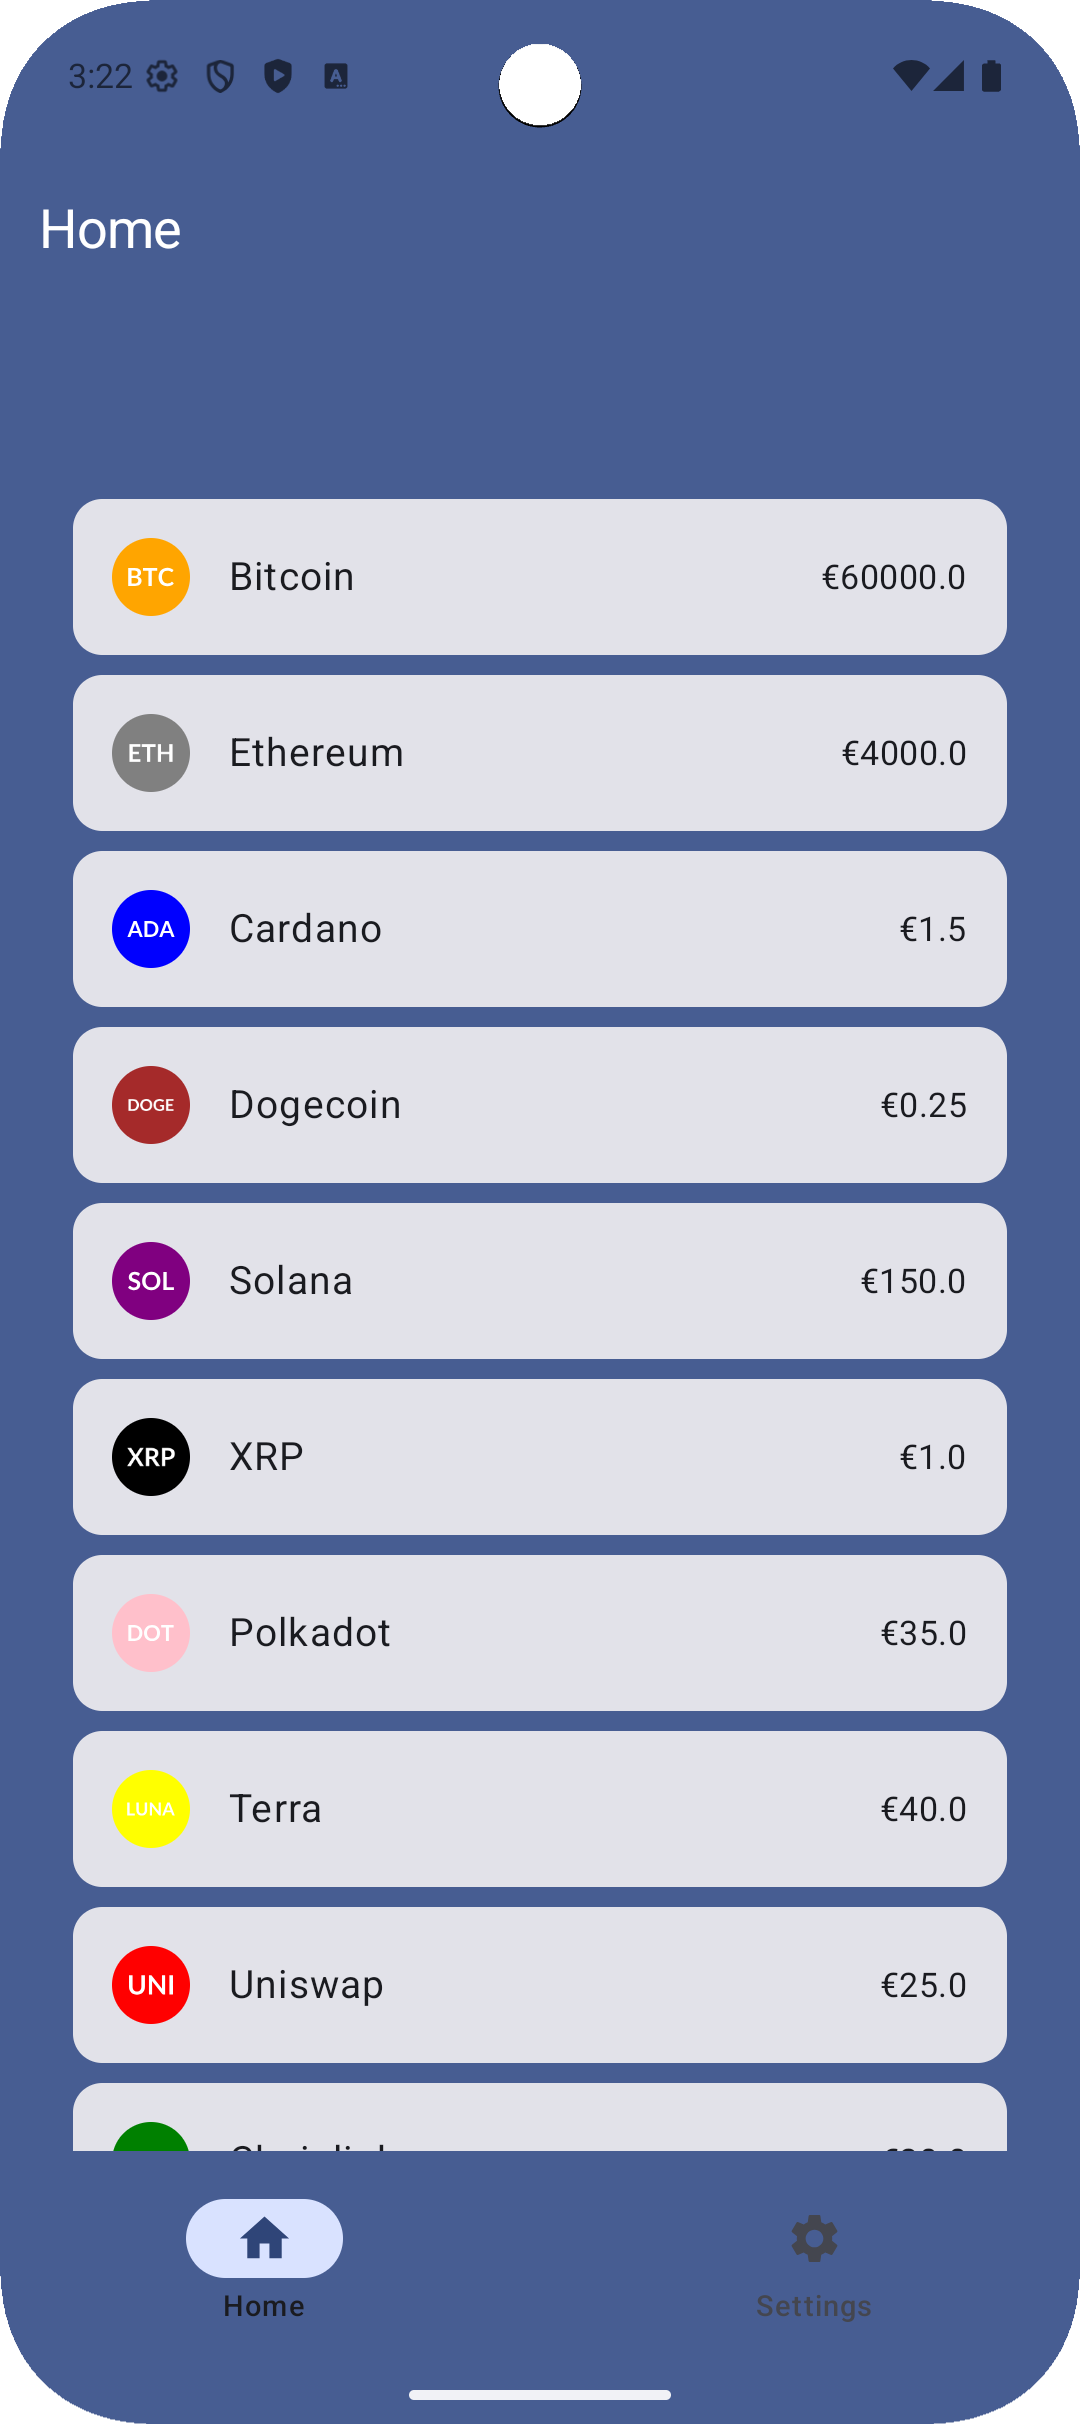 3:22
Home
BTC Bitcoin €60000.0
ETH Ethereum €4000.0
ADA Cardano €1.5
DOGE Dogecoin €0.25
SOL Solana €150.0
XRP XRP €1.0
DOT Polkadot €35.0
LUNA Terra €40.0
UNI Uniswap €25.0
Home Settings